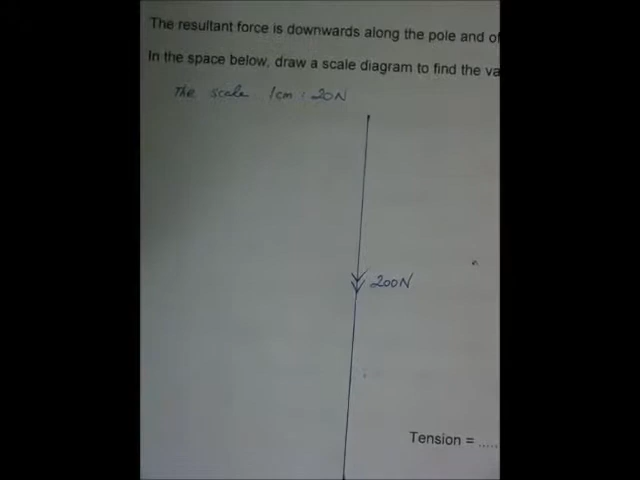 The resultant force is downwards along the pole and of
In the space below, draw a scale diagram to find the va
The scale 1cm : 20N
200N
Tension = .....